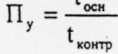 Пу = tосн
tконтр